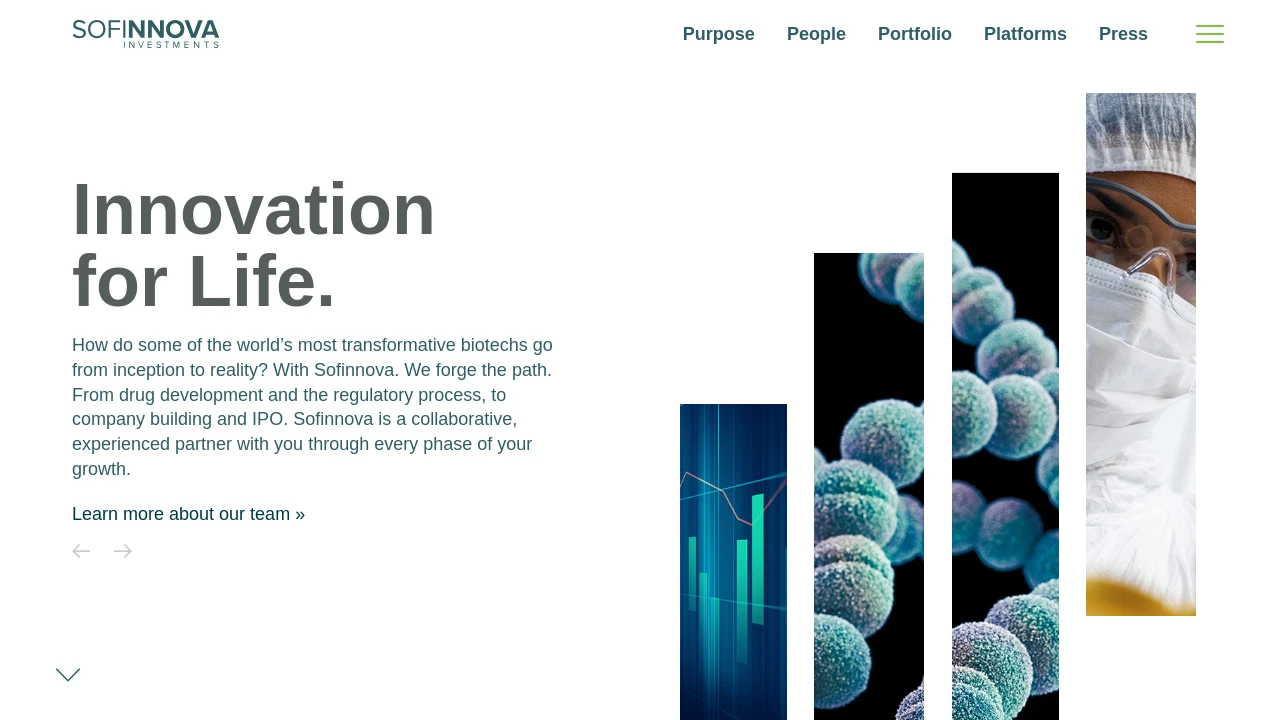 SOFINNOVA
INVESTMENTS
Purpose People Portfolio Platforms Press
Innovation
for Life.
How do some of the world’s most transformative biotechs go
from inception to reality? With Sofinnova. We forge the path.
From drug development and the regulatory process, to
company building and IPO. Sofinnova is a collaborative,
experienced partner with you through every phase of your
growth.
Learn more about our team »